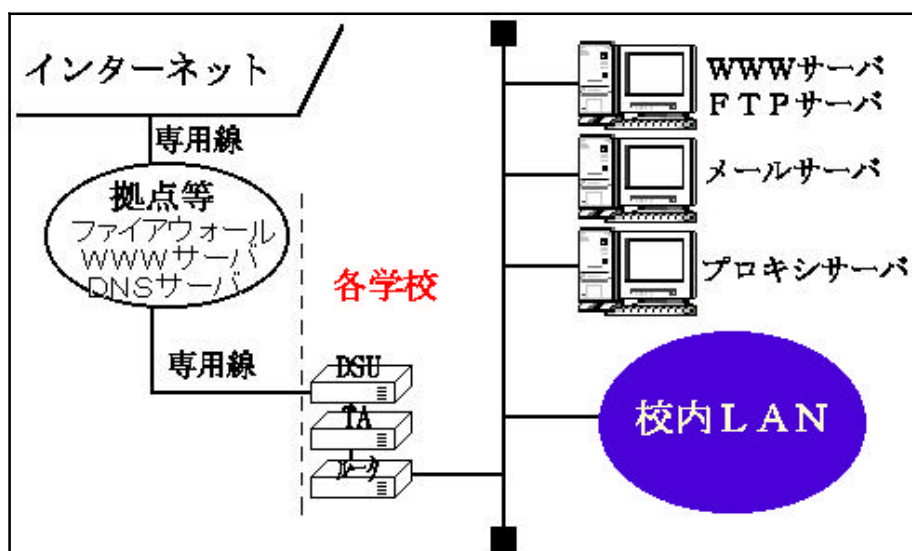 インターネット
専用線
拠点等
ファイアウォール
WWWサーバ
DNSサーバ
専用線
各学校
DSU
TA
ルータ
WWWサーバ
FTPサーバ
メールサーバ
プロキシサーバ
校内LAN